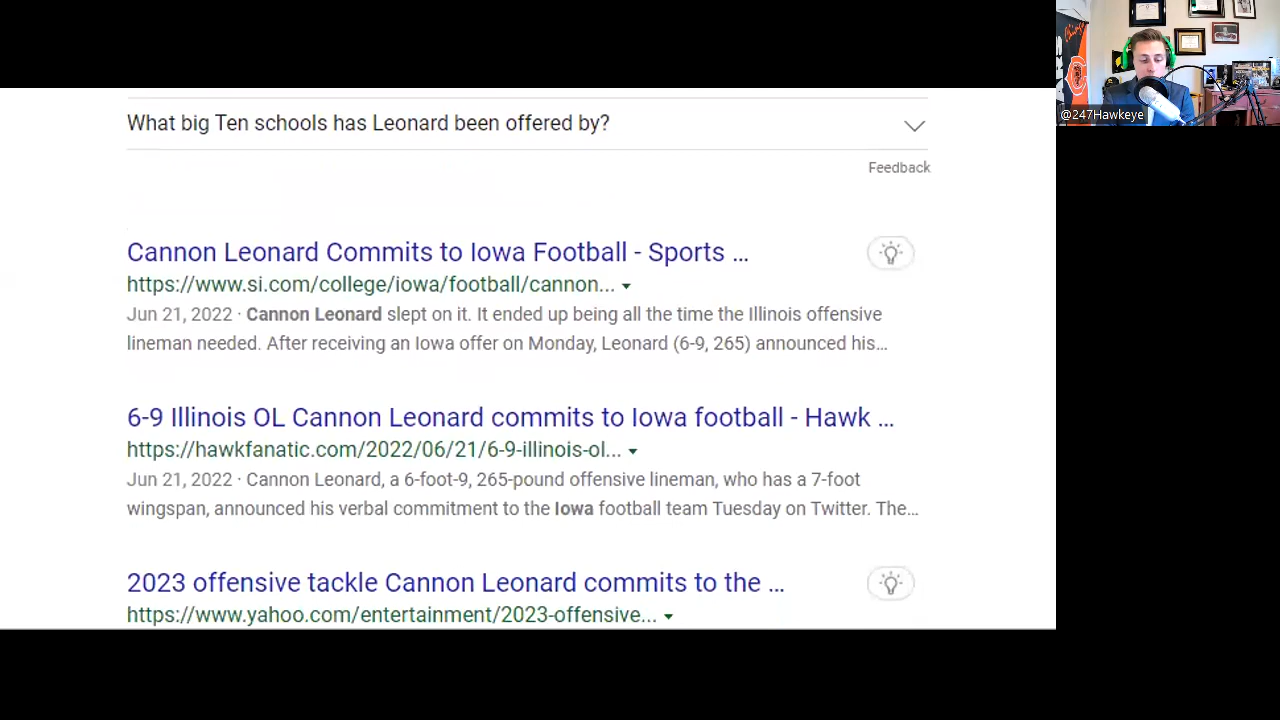 What big Ten schools has Leonard been offered by?
Feedback
Cannon Leonard Commits to Iowa Football - Sports ...
https://www.si.com/college/iowa/football/cannon...
Jun 21, 2022 · Cannon Leonard slept on it. It ended up being all the time the Illinois offensive
lineman needed. After receiving an Iowa offer on Monday, Leonard (6-9, 265) announced his...
6-9 Illinois OL Cannon Leonard commits to Iowa football - Hawk ...
https://hawkfanatic.com/2022/06/21/6-9-illinois-ol...
Jun 21, 2022 · Cannon Leonard, a 6-foot-9, 265-pound offensive lineman, who has a 7-foot
wingspan, announced his verbal commitment to the Iowa football team Tuesday on Twitter. The...
2023 offensive tackle Cannon Leonard commits to the ...
https://www.yahoo.com/entertainment/2023-offensive...
@247Hawkeye